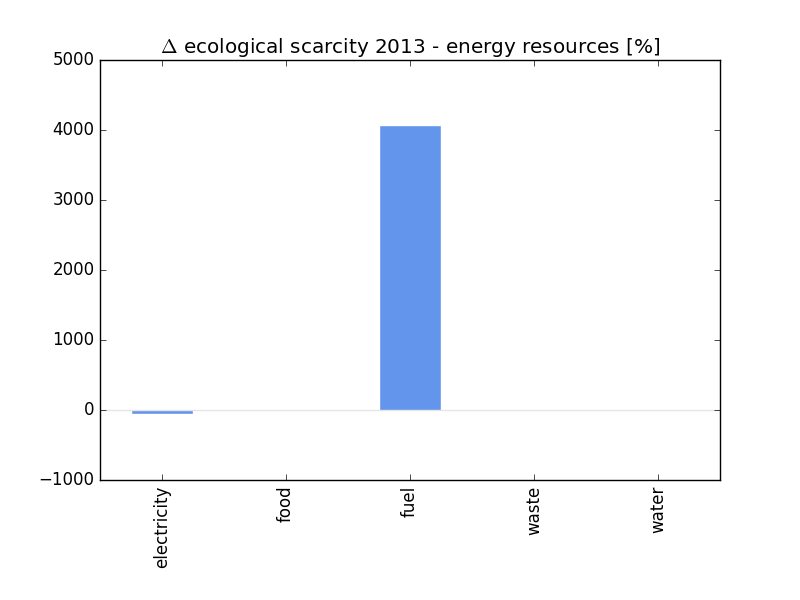 Δ ecological scarcity 2013 - energy resources [%]
5000
4000
3000
2000
1000
0
−1000
electricity
food
fuel
waste
water